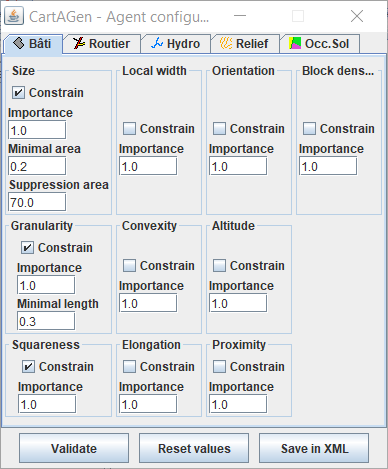 CartAGen - Agent configu...
Bâti Routier Hydro Relief Occ.Sol
Size
Constrain
Importance
1.0
Minimal area
0.2
Suppression area
70.0
Local width
Constrain
Importance
1.0
Orientation
Constrain
Importance
1.0
Block dens...
Constrain
Importance
1.0
Granularity
Constrain
Importance
1.0
Minimal length
0.3
Convexity
Constrain
Importance
1.0
Altitude
Constrain
Importance
1.0
Squareness
Constrain
Importance
1.0
Elongation
Constrain
Importance
1.0
Proximity
Constrain
Importance
1.0
Validate Reset values Save in XML